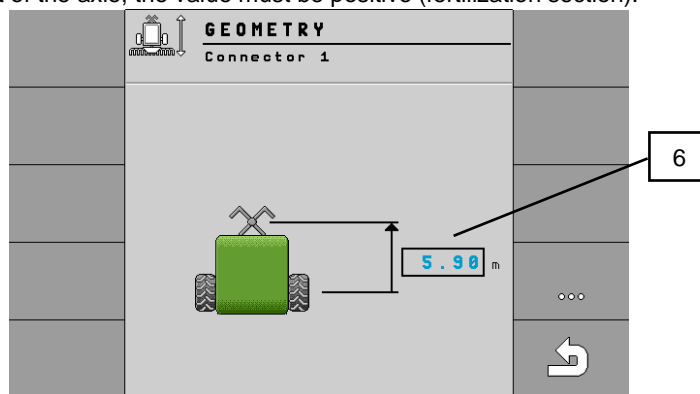 of the axle, the value must be positive (fertilization section).
GEOMETRY
Connector 1
6
5.90 m